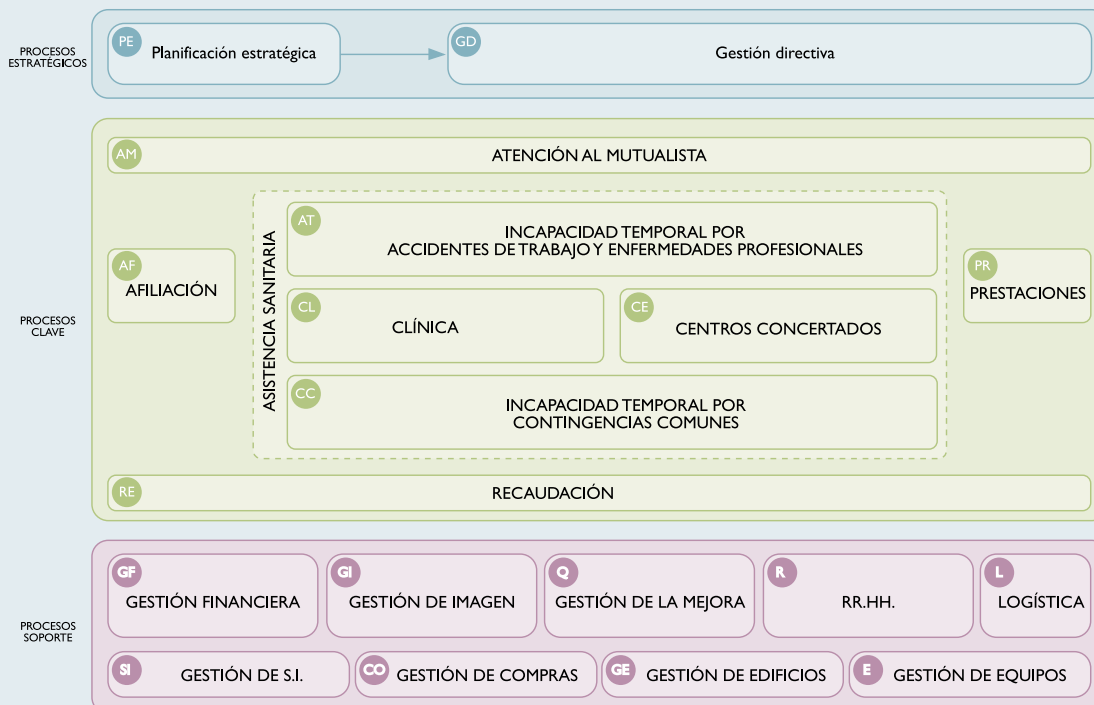 PROCESOS
ESTRATÉGICOS
PE
Planificación estratégica
GD
Gestión directiva
PROCESOS
CLAVE
AM
ATENCIÓN AL MUTUALISTA
AF
AFILIACIÓN
ASISTENCIA SANITARIA
AT
INCAPACIDAD TEMPORAL POR
ACCIDENTES DE TRABAJO Y ENFERMEDADES PROFESIONALES
CL
CLÍNICA
CE
CENTROS CONCERTADOS
CC
INCAPACIDAD TEMPORAL POR
CONTINGENCIAS COMUNES
PR
PRESTACIONES
RE
RECAUDACIÓN
PROCESOS
SOPORTE
GF
GESTIÓN FINANCIERA
GI
GESTIÓN DE IMAGEN
Q
GESTIÓN DE LA MEJORA
R
RR.HH.
L
LOGÍSTICA
SI
GESTIÓN DE S.I.
CO
GESTIÓN DE COMPRAS
GE
GESTIÓN DE EDIFICIOS
E
GESTIÓN DE EQUIPOS